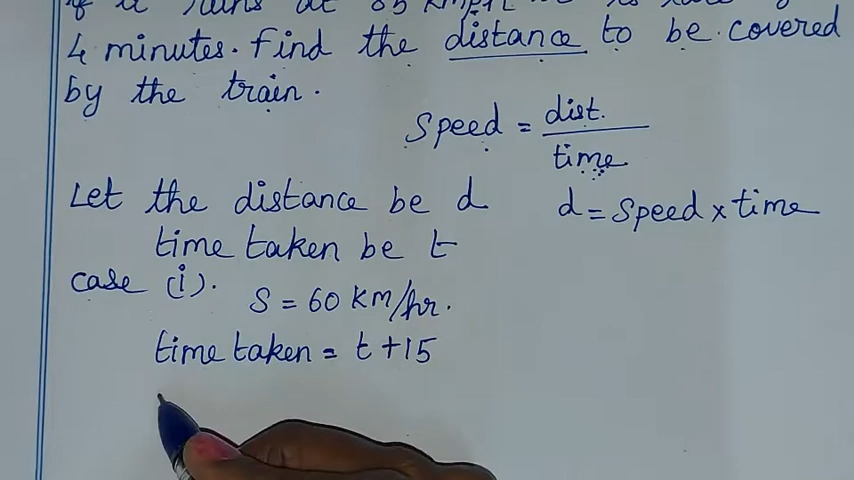 4 minutes. find the distance to be covered
by the train.
Speed = dist.
time
Let the distance be d
d = Speed × time
time taken be t
case (i).
S = 60 KM/hr.
time taken = t + 15